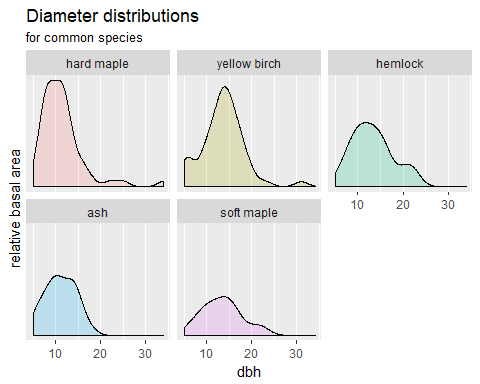 Diameter distributions
for common species
hard maple
yellow birch
hemlock
relative basal area
10 20 30
ash
soft maple
10 20 30
10 20 30
dbh